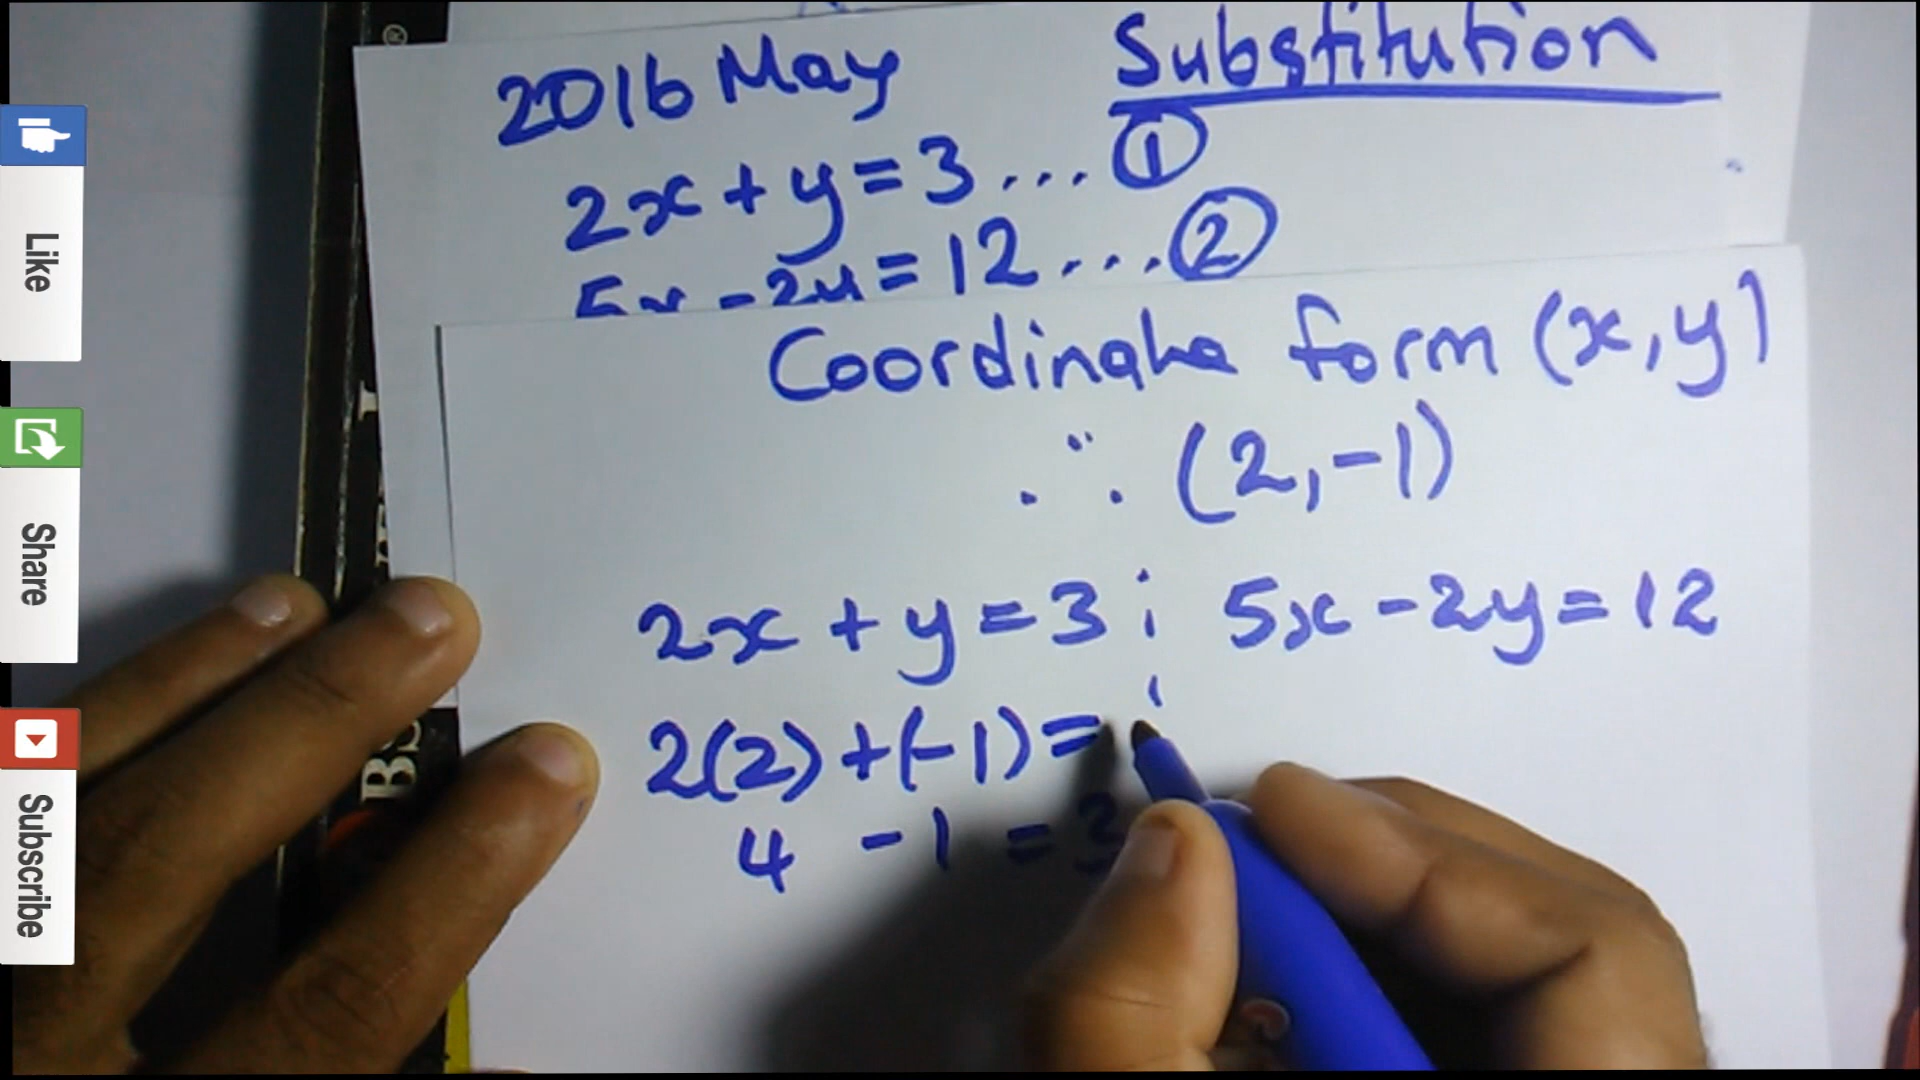 2016 May
Substitution
2x + y = 3 ... ①
5x - 2y = 12 ... ②
Coordinate form (x, y)
∴ (2, -1)
2x + y = 3
5x - 2y = 12
2(2) + (-1) =
4 - 1 = 3
Like
Share
Subscribe